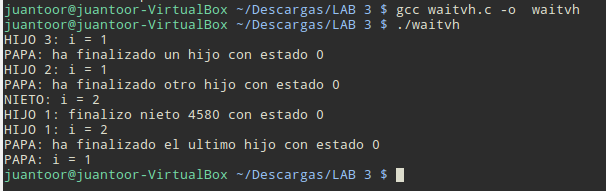 juantoor@juantoor-VirtualBox ~/Descargas/LAB 3 $ gcc waitvh.c -o  waitvh
juantoor@juantoor-VirtualBox ~/Descargas/LAB 3 $ ./waitvh
HIJO 3: i = 1
PAPA: ha finalizado un hijo con estado 0
HIJO 2: i = 1
PAPA: ha finalizado otro hijo con estado 0
NIETO: i = 2
HIJO 1: finalizo nieto 4580 con estado 0
HIJO 1: i = 2
PAPA: ha finalizado el ultimo hijo con estado 0
PAPA: i = 1
juantoor@juantoor-VirtualBox ~/Descargas/LAB 3 $